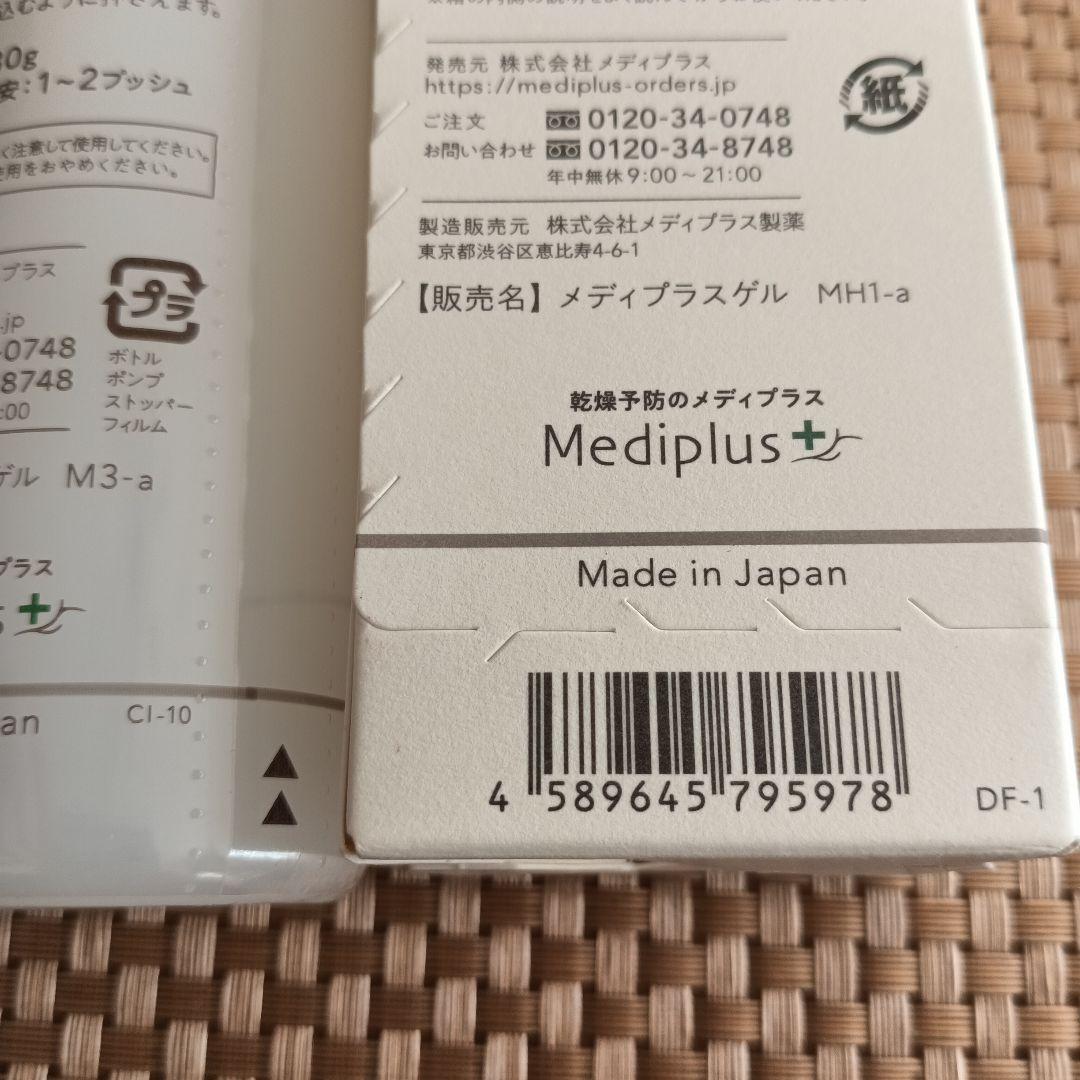 込むように押さえます。
安：1～2プッシュ
く注意して使用してください。
使用をおやめください。
プラス
.jp
-0748
8748
:00
プラ
ボトル
ポンプ
ストッパー
フィルム
ゲル M3-a
プラス
an CI-10
発売元 株式会社メディプラス
https://mediplus-orders.jp
ご注文 0120-34-0748
お問い合わせ 0120-34-8748
年中無休9:00～21:00
紙
製造販売元 株式会社メディプラス製薬
東京都渋谷区恵比寿4-6-1
【販売名】メディプラスゲル MH1-a
乾燥予防のメディプラス
Mediplus
Made in Japan
4 589645 795978
DF-1